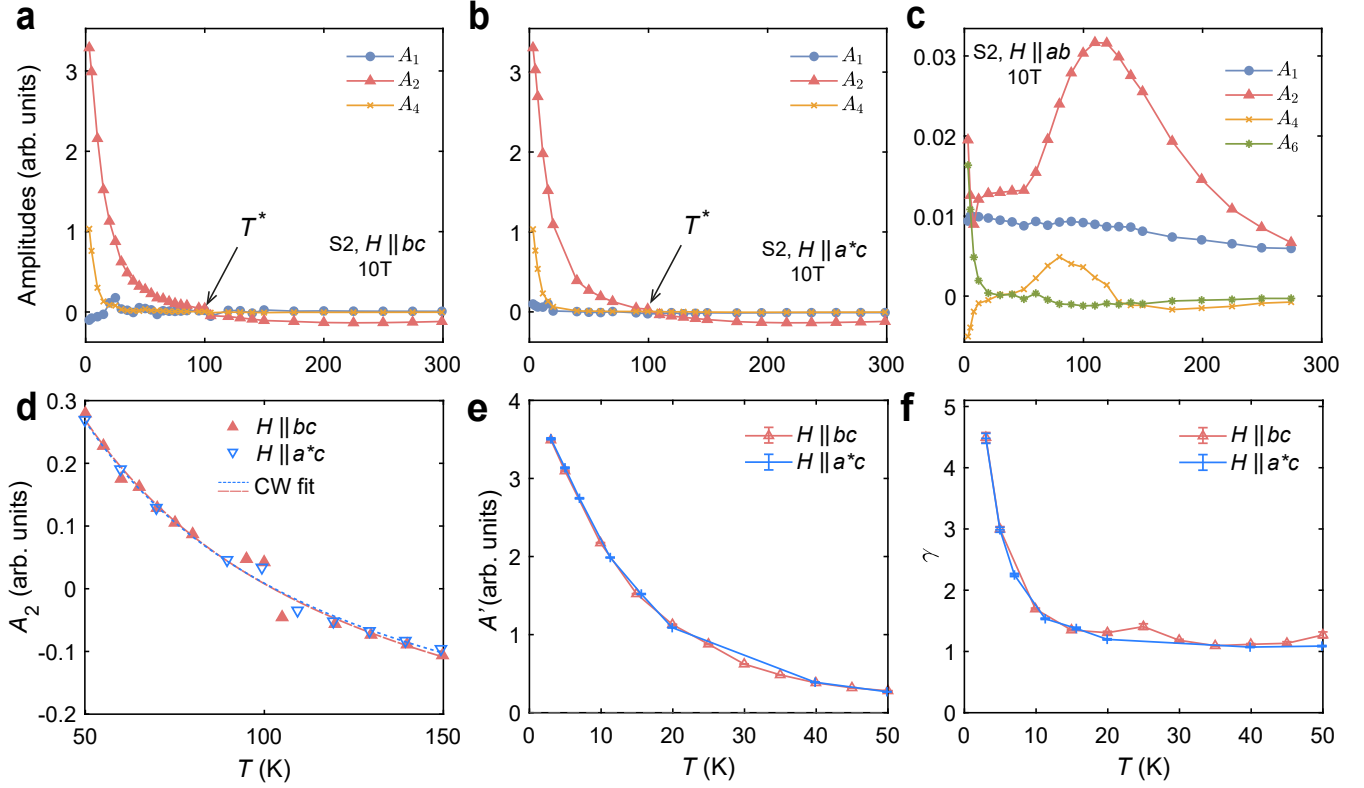 a
Amplitudes (arb. units)
3
2
1
0
0
100
200
300
A₁
A₂
A₄
T*
S2, H || bc
10T
b
3
2
1
0
0
100
200
300
A₁
A₂
A₄
T*
S2, H || a*c
10T
c
0.03
0.02
0.01
0
0
100
200
300
S2, H || ab
10T
A₁
A₂
A₄
A₆
d
A₂ (arb. units)
0.3
0.2
0.1
0
-0.1
-0.2
50
100
150
T (K)
H || bc
H || a*c
CW fit
e
A' (arb. units)
4
3
2
1
0
0
10
20
30
40
50
T (K)
H || bc
H || a*c
f
γ
5
4
3
2
1
0
0
10
20
30
40
50
T (K)
H || bc
H || a*c